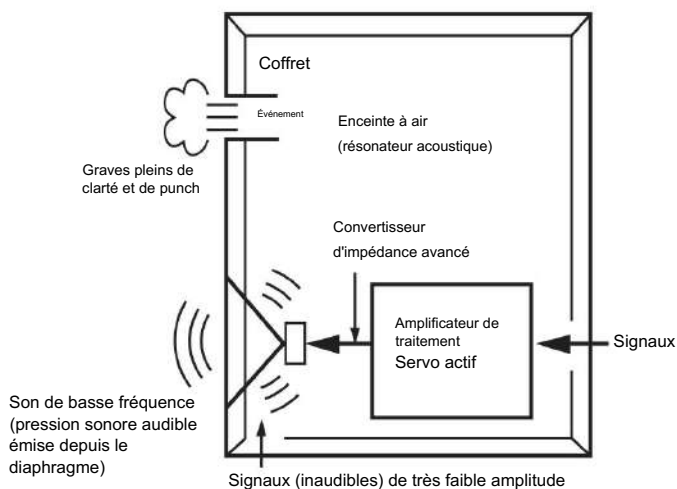 Coffret
Événement
Enceinte à air
(résonateur acoustique)
Graves pleins de
clarté et de punch
Convertisseur
d'impédance avancé
Amplificateur de
traitement
Servo actif
Signaux
Son de basse fréquence
(pression sonore audible
émise depuis le
diaphragme)
Signaux (inaudibles) de très faible amplitude